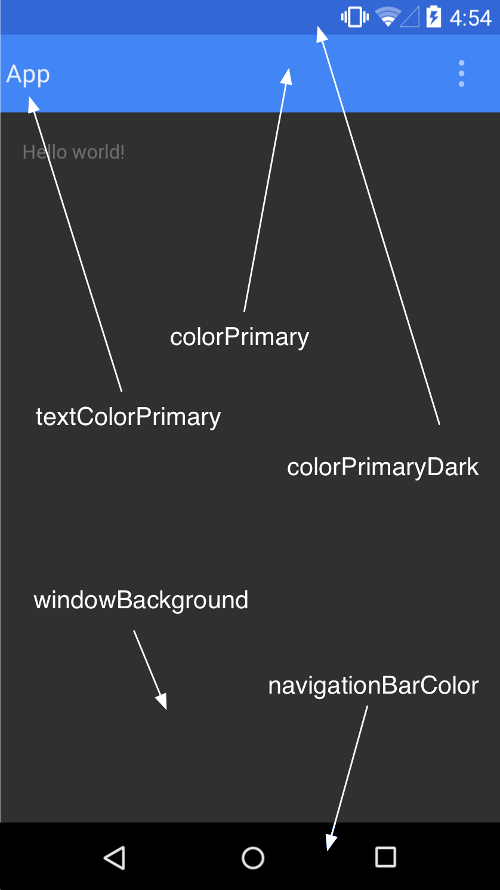 4:54
App
Hello world!
colorPrimary
textColorPrimary
colorPrimaryDark
windowBackground
navigationBarColor